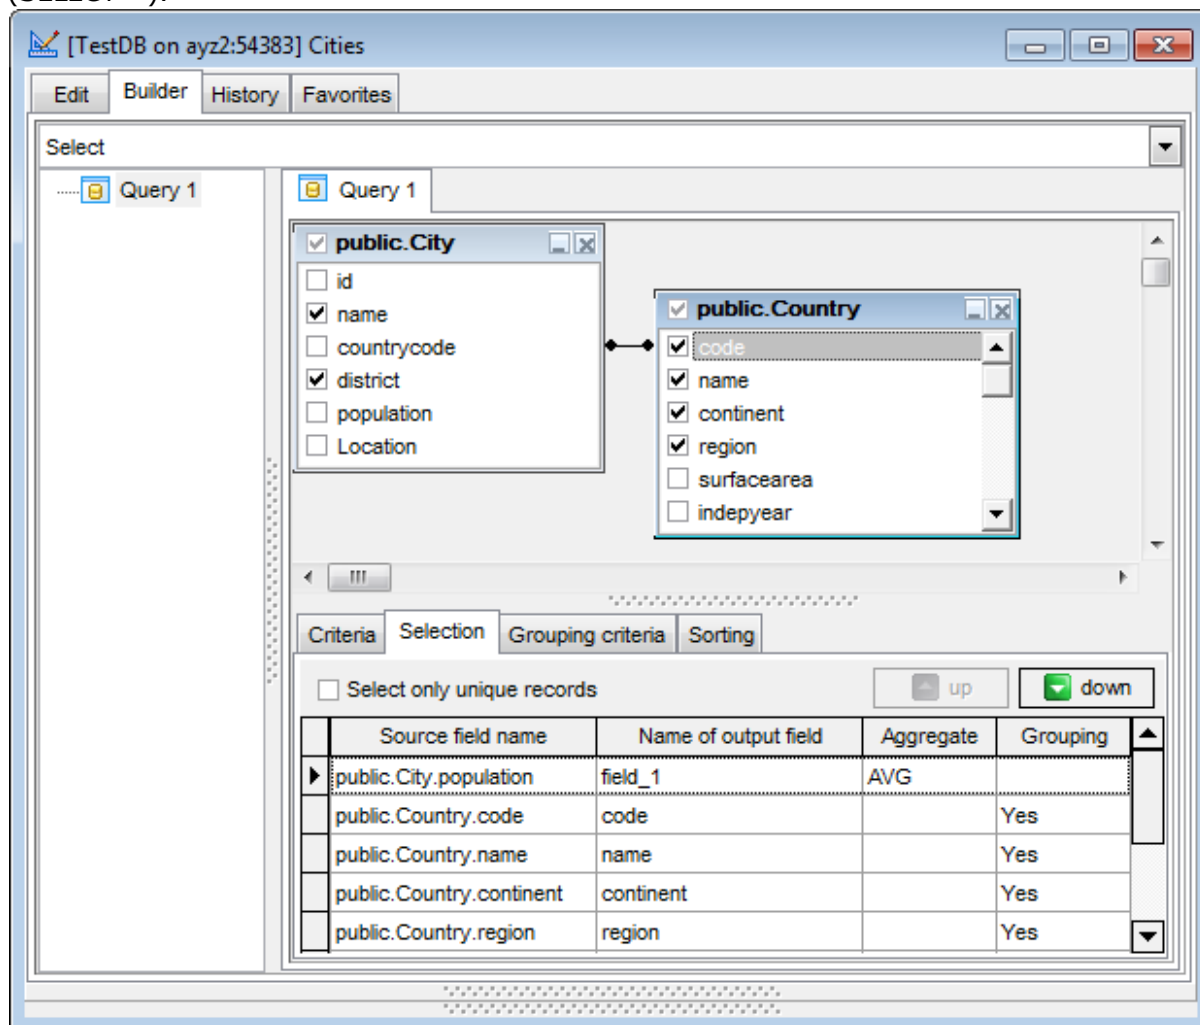 [TestDB on ayz2:54383] Cities
Edit Builder History Favorites
Select
Query 1 Query 1
public.City
id
name
countrycode
district
population
Location
public.Country
code
name
continent
region
surfacearea
indepyear
Criteria Selection Grouping criteria Sorting
Select only unique records up down
Source field name Name of output field Aggregate Grouping
public.City.population field_1 AVG
public.Country.code code Yes
public.Country.name name Yes
public.Country.continent continent Yes
public.Country.region region Yes